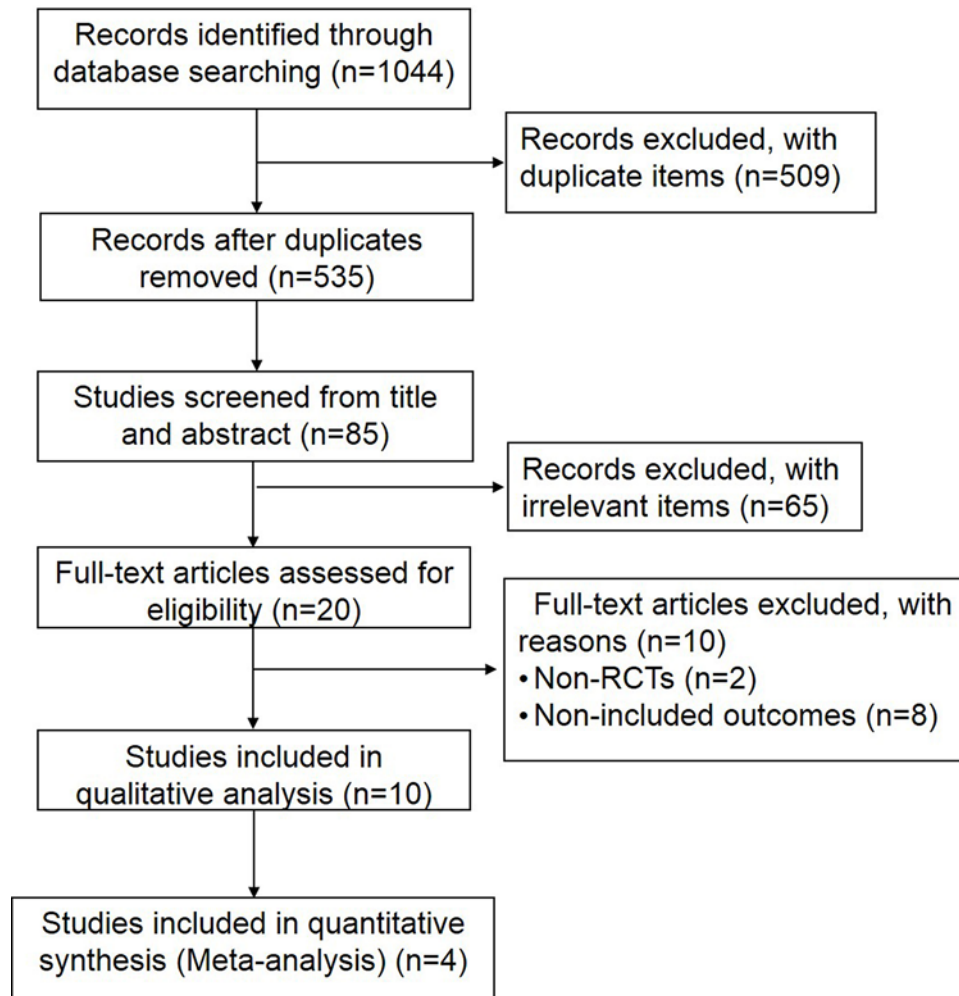 Records identified through
database searching (n=1044)
Records excluded, with
duplicate items (n=509)
Records after duplicates
removed (n=535)
Studies screened from title
and abstract (n=85)
Records excluded, with
irrelevant items (n=65)
Full-text articles assessed for
eligibility (n=20)
Full-text articles excluded, with
reasons (n=10)
• Non-RCTs (n=2)
• Non-included outcomes (n=8)
Studies included in
qualitative analysis (n=10)
Studies included in quantitative
synthesis (Meta-analysis) (n=4)